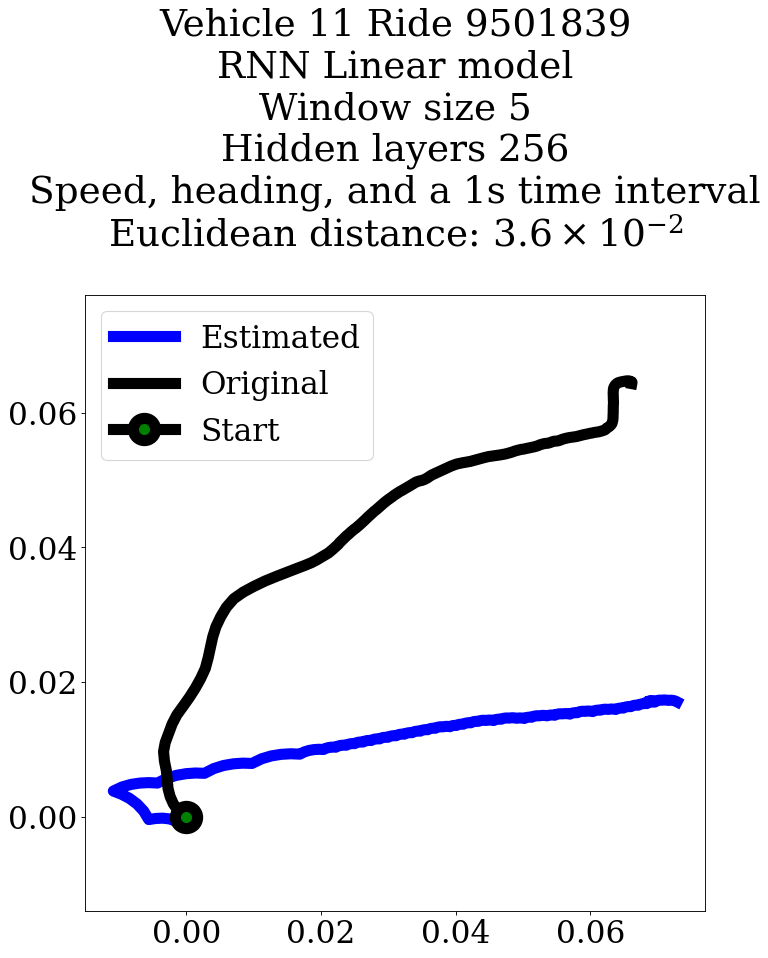 Vehicle 11 Ride 9501839
RNN Linear model
Window size 5
Hidden layers 256
Speed, heading, and a 1s time interval
Euclidean distance: 3.6 × 10⁻²
Estimated
Original
Start
0.06
0.04
0.02
0.00
0.00 0.02 0.04 0.06